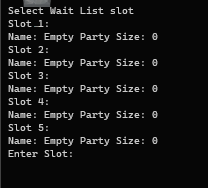 Select Wait List slot
Slot 1:
Name: Empty Party Size: 0
Slot 2:
Name: Empty Party Size: 0
Slot 3:
Name: Empty Party Size: 0
Slot 4:
Name: Empty Party Size: 0
Slot 5:
Name: Empty Party Size: 0
Enter Slot: